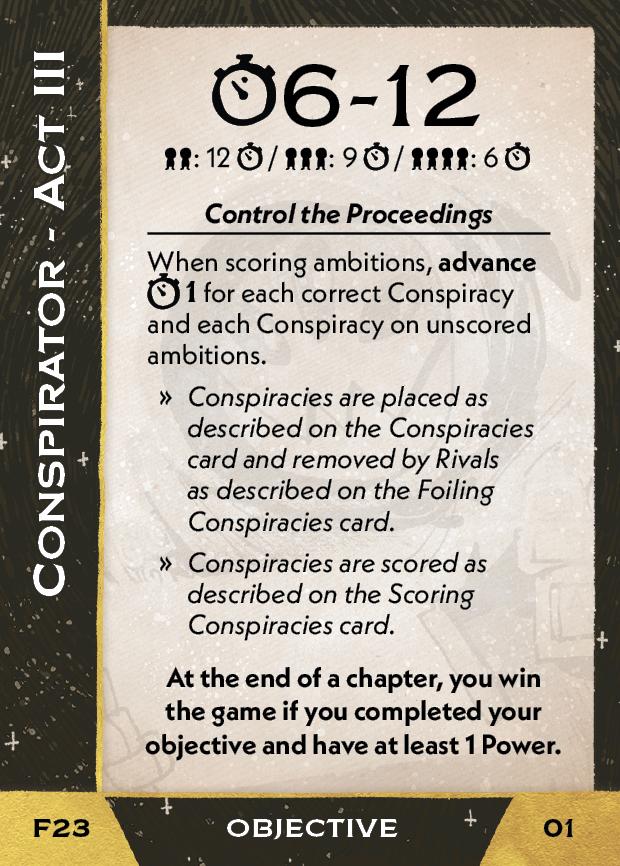 CONSPIRATOR - ACT III
6-12
: 12 / : 9 / : 6
Control the Proceedings
When scoring ambitions, advance
1 for each correct Conspiracy
and each Conspiracy on unscored
ambitions.
» Conspiracies are placed as
described on the Conspiracies
card and removed by Rivals
as described on the Foiling
Conspiracies card.
» Conspiracies are scored as
described on the Scoring
Conspiracies card.
At the end of a chapter, you win
the game if you completed your
objective and have at least 1 Power.
F23
OBJECTIVE
01